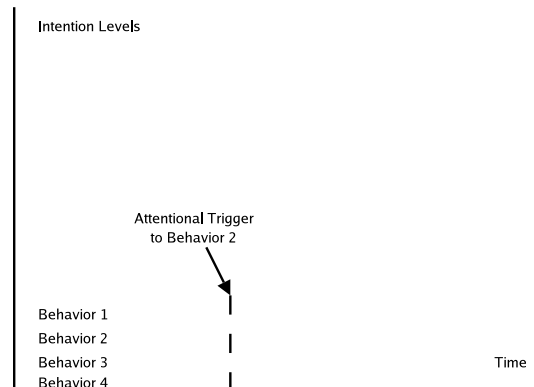 Intention Levels
Attentional Trigger
to Behavior 2
Behavior 1
Behavior 2
Behavior 3
Time
Behavior 4